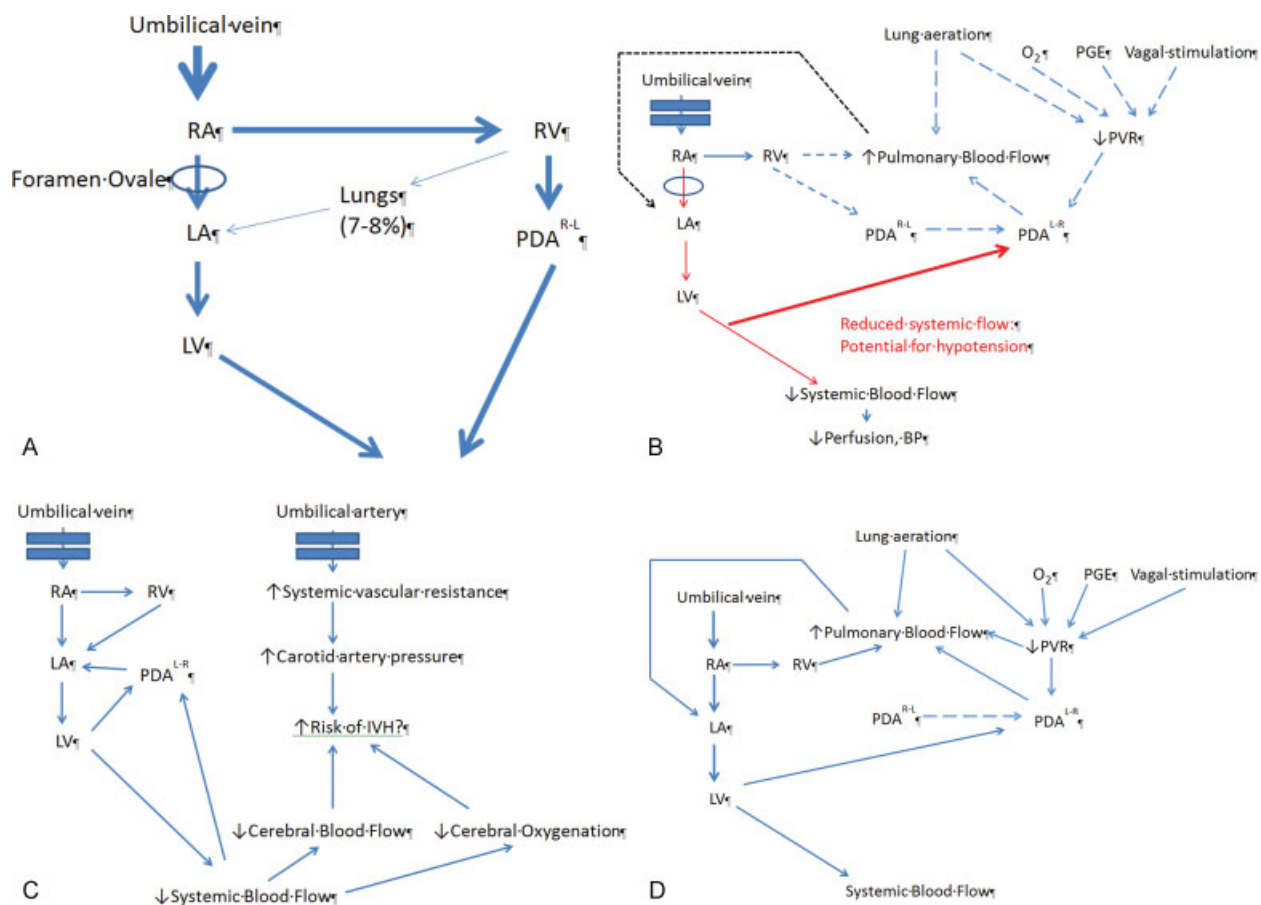 Umbilical·vein¶
RA¶
RV¶
Foramen·Ovale¶
Lungs¶
(7-8%)¶
LA¶
PDA R-L¶
LV¶
A
Lung·aeration¶
O₂¶
PGE¶
Vagal·stimulation¶
Umbilical·vein¶
↓PVR¶
RA¶
RV¶
↑Pulmonary·Blood·Flow¶
LA¶
PDA R-L¶
PDA L-R¶
LV¶
Reduced·systemic·flow:¶
Potential·for·hypotension¶
↓Systemic·Blood·Flow¶
↓Perfusion,·BP¶
B
Umbilical·vein¶
Umbilical·artery¶
RA¶
RV¶
↑Systemic·vascular·resistance¶
LA¶
PDA L-R¶
↑Carotid·artery·pressure¶
LV¶
↑Risk·of·IVH?¶
↓Cerebral·Blood·Flow¶
↓Cerebral·Oxygenation¶
↓Systemic·Blood·Flow¶
C
Lung·aeration¶
O₂¶
PGE¶
Vagal·stimulation¶
Umbilical·vein¶
↑Pulmonary·Blood·Flow¶
↓PVR¶
RA¶
RV¶
LA¶
PDA R-L¶
PDA L-R¶
LV¶
Systemic·Blood·Flow¶
D